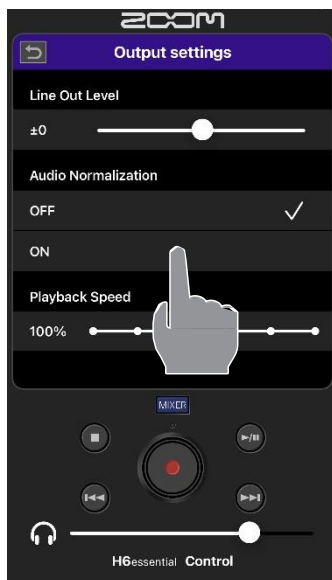 ZOOM
Output settings
Line Out Level
±0
Audio Normalization
OFF
ON
Playback Speed
100%
MIXER
H6essential Control